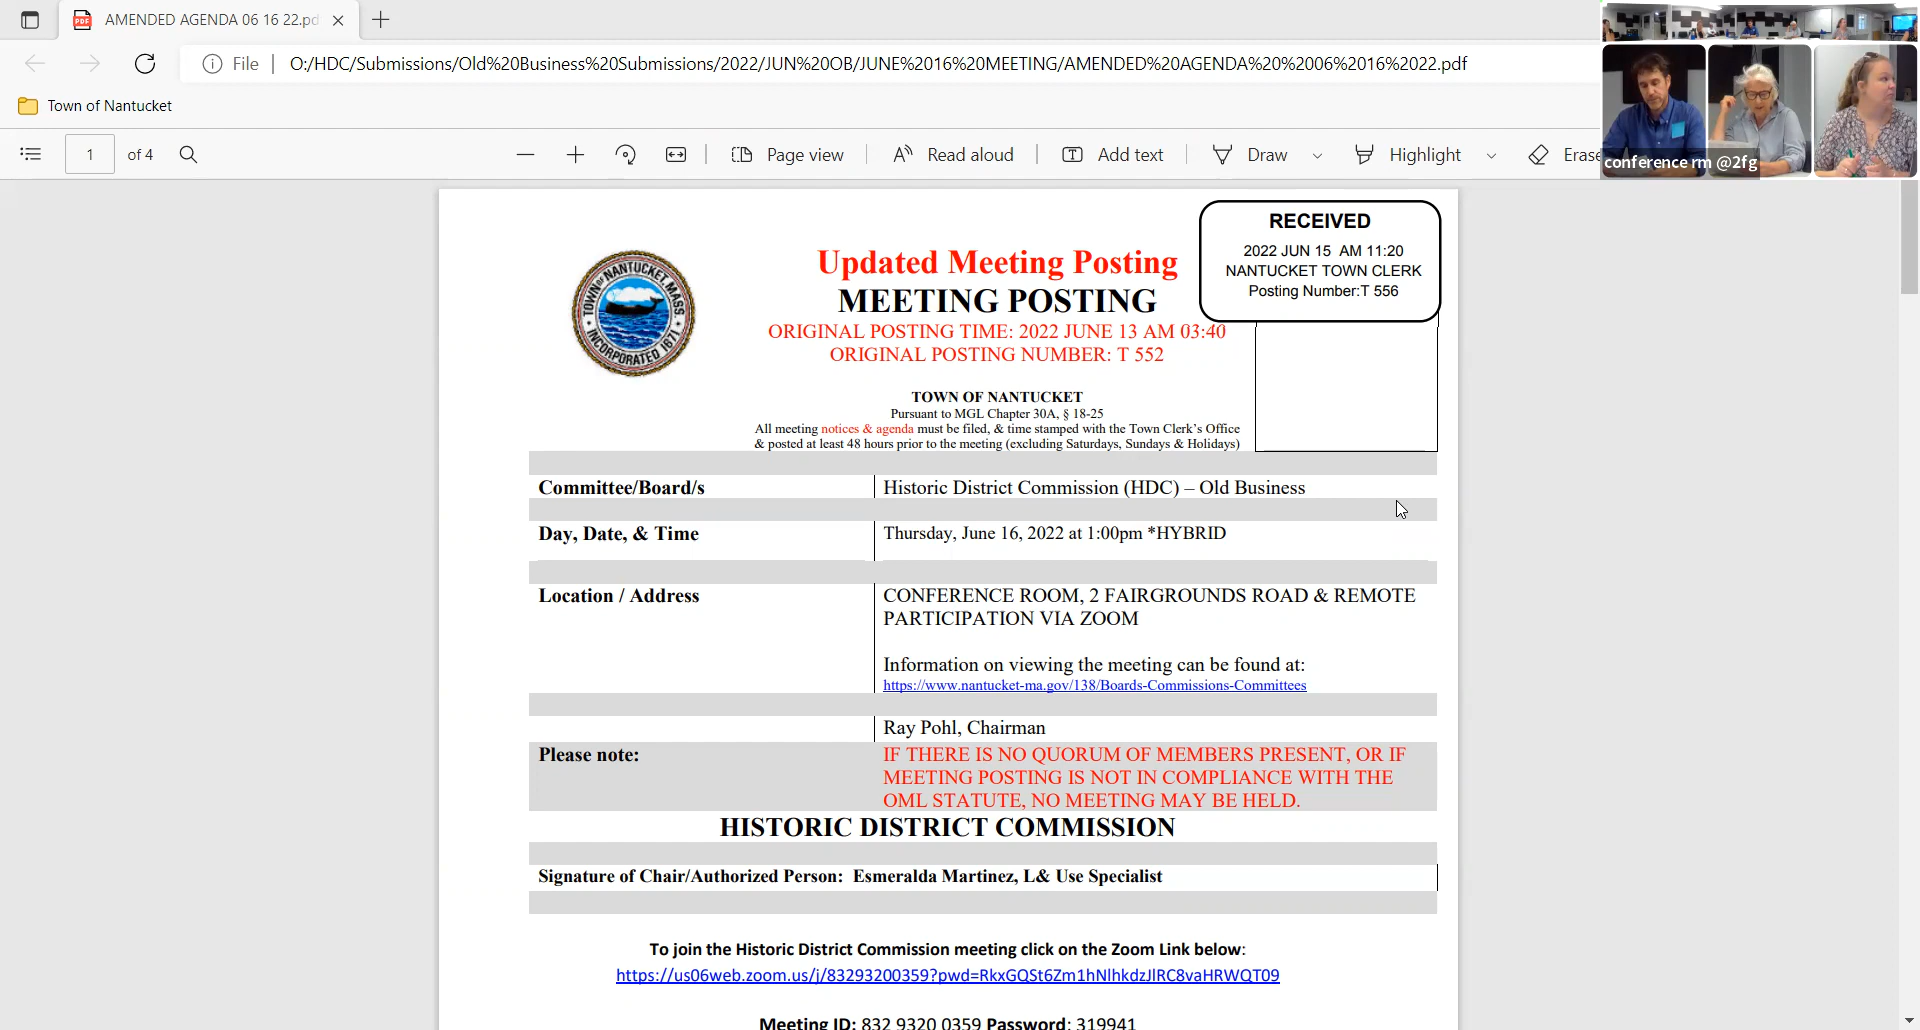 AMENDED AGENDA 06 16 22.pd
File
O:/HDC/Submissions/Old%20Business%20Submissions/2022/JUN%20OB/JUNE%2016%20MEETING/AMENDED%20AGENDA%20%2006%2016%2022.pdf
Town of Nantucket
1 of 4
Page view
Read aloud
Add text
Draw
Highlight
Erase
conference rm @2fg
RECEIVED
2022 JUN 15 AM 11:20
NANTUCKET TOWN CLERK
Posting Number:T 556
TOWN OF NANTUCKET, MASS.
INCORPORATED 1671
Updated Meeting Posting
MEETING POSTING
ORIGINAL POSTING TIME: 2022 JUNE 13 AM 03:40
ORIGINAL POSTING NUMBER: T 552
TOWN OF NANTUCKET
Pursuant to MGL Chapter 30A, § 18-25
All meeting notices & agenda must be filed, & time stamped with the Town Clerk's Office
& posted at least 48 hours prior to the meeting (excluding Saturdays, Sundays & Holidays)
Committee/Board/s
Historic District Commission (HDC) – Old Business
Day, Date, & Time
Thursday, June 16, 2022 at 1:00pm *HYBRID
Location / Address
CONFERENCE ROOM, 2 FAIRGROUNDS ROAD & REMOTE
PARTICIPATION VIA ZOOM
Information on viewing the meeting can be found at:
https://www.nantucket-ma.gov/138/Boards-Commissions-Committees
Ray Pohl, Chairman
Please note:
IF THERE IS NO QUORUM OF MEMBERS PRESENT, OR IF
MEETING POSTING IS NOT IN COMPLIANCE WITH THE
OML STATUTE, NO MEETING MAY BE HELD.
HISTORIC DISTRICT COMMISSION
Signature of Chair/Authorized Person: Esmeralda Martinez, L& Use Specialist
To join the Historic District Commission meeting click on the Zoom Link below:
https://us06web.zoom.us/j/83293200359?pwd=RkxGQSt6Zm1hNlhkdzJlRC8vaHRWQT09
Meeting ID: 832 9320 0359 Password: 319941